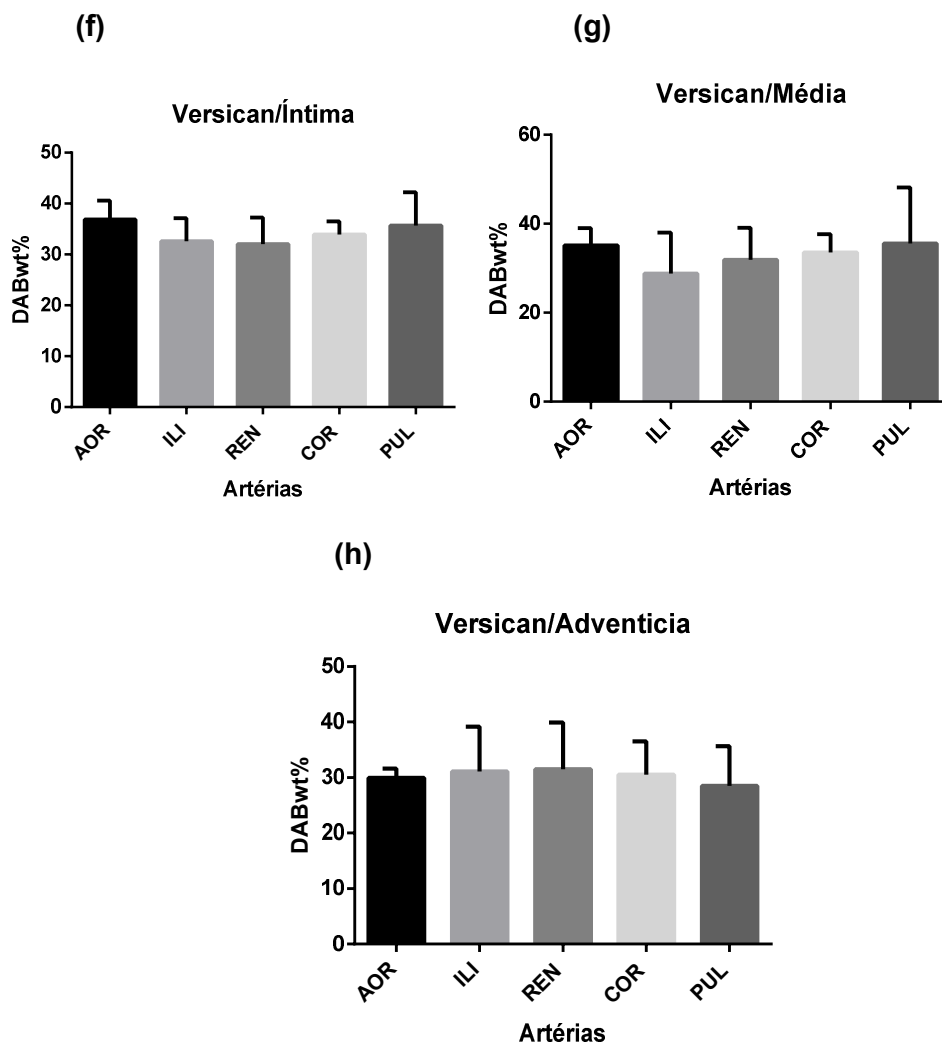 (f)
Versican/Íntima
DABwt%
50
40
30
20
10
0
AOR
ILI
REN
COR
PUL
Artérias
(g)
Versican/Média
DABwt%
60
40
20
0
AOR
ILI
REN
COR
PUL
Artérias
(h)
Versican/Adventicia
DABwt%
50
40
30
20
10
0
AOR
ILI
REN
COR
PUL
Artérias